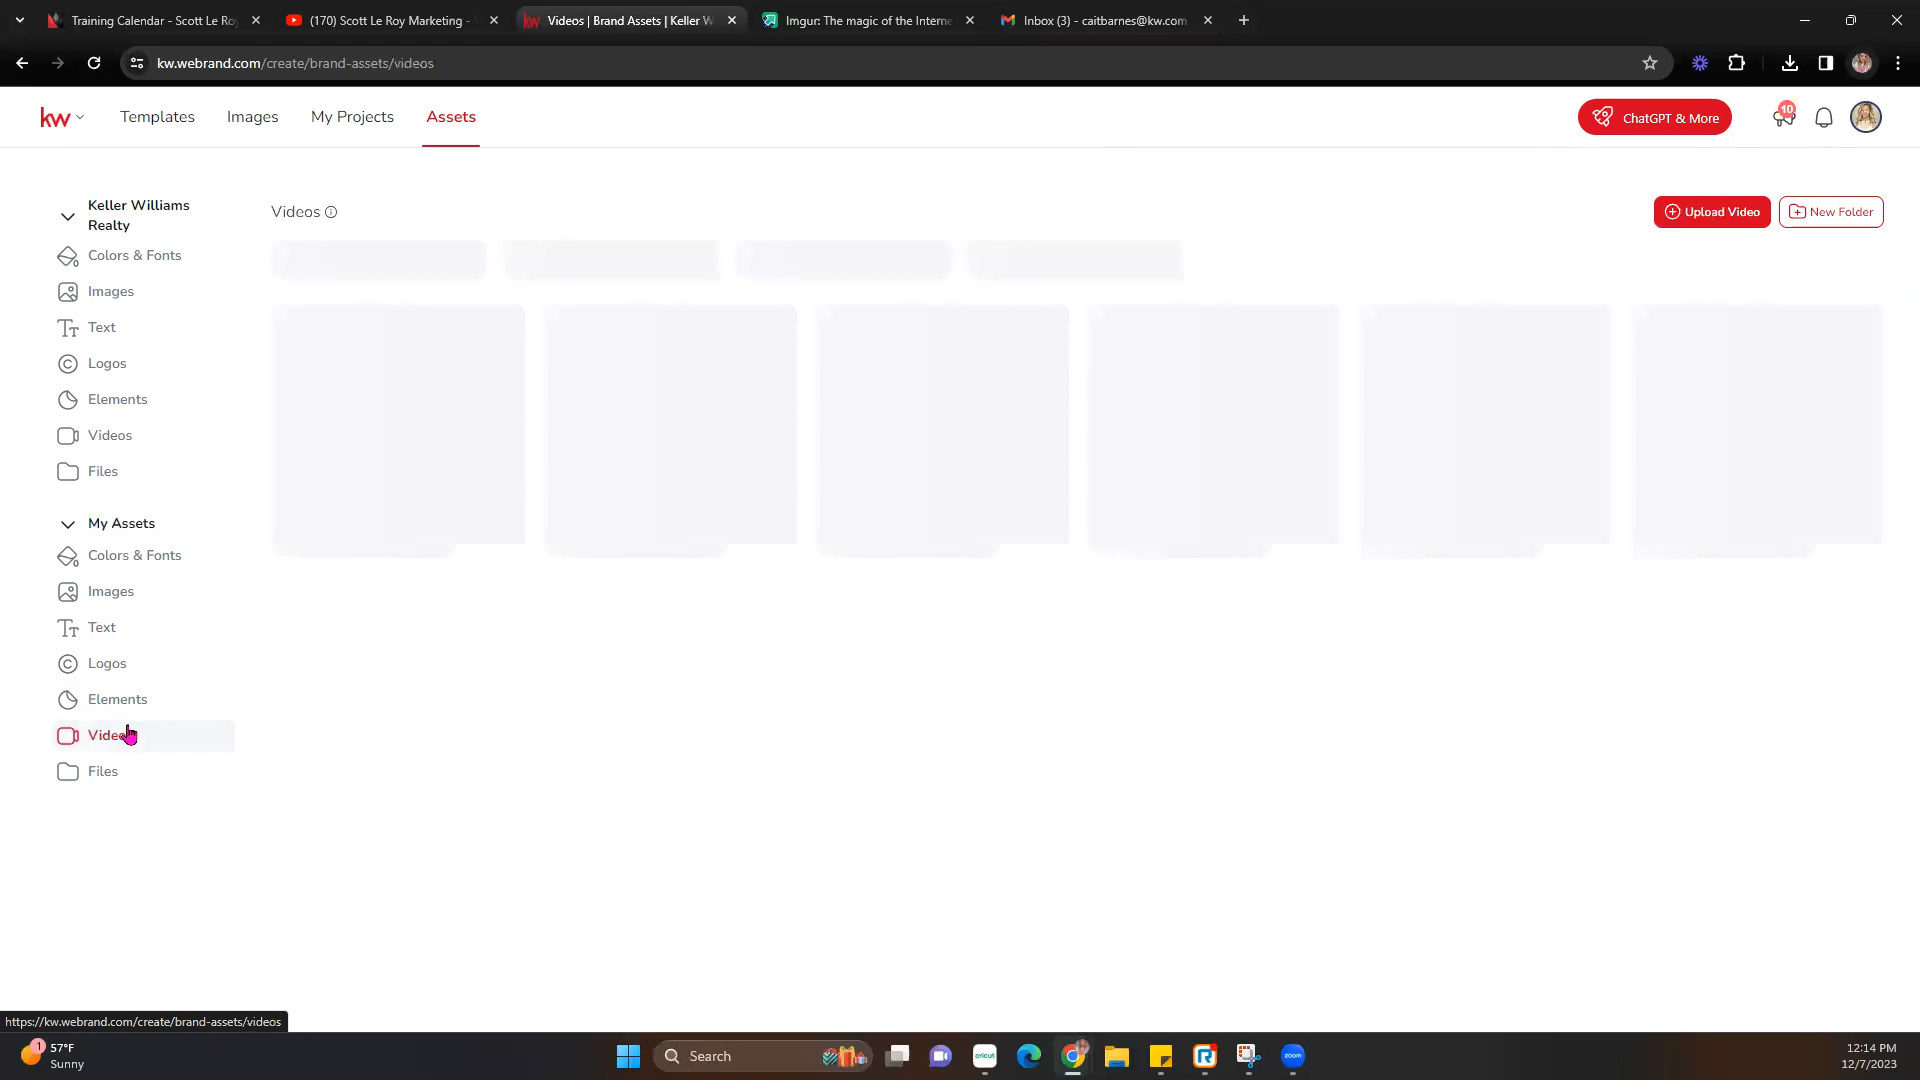 Training Calendar - Scott Le Ro
(170) Scott Le Roy Marketing -
Videos | Brand Assets | Keller W
Imgur: The magic of the Interne
Inbox (3) - caitbarnes@kw.com
kw.webrand.com/create/brand-assets/videos
kw
Templates
Images
My Projects
Assets
ChatGPT & More
10
Keller Williams
Realty
Videos
Upload Video
New Folder
Colors & Fonts
Images
Text
Logos
Elements
Videos
Files
My Assets
Colors & Fonts
Images
Text
Logos
Elements
Video
Files
https://kw.webrand.com/create/brand-assets/videos
1
57°F
Sunny
Search
cricut
zoom
12:14 PM
12/7/2023